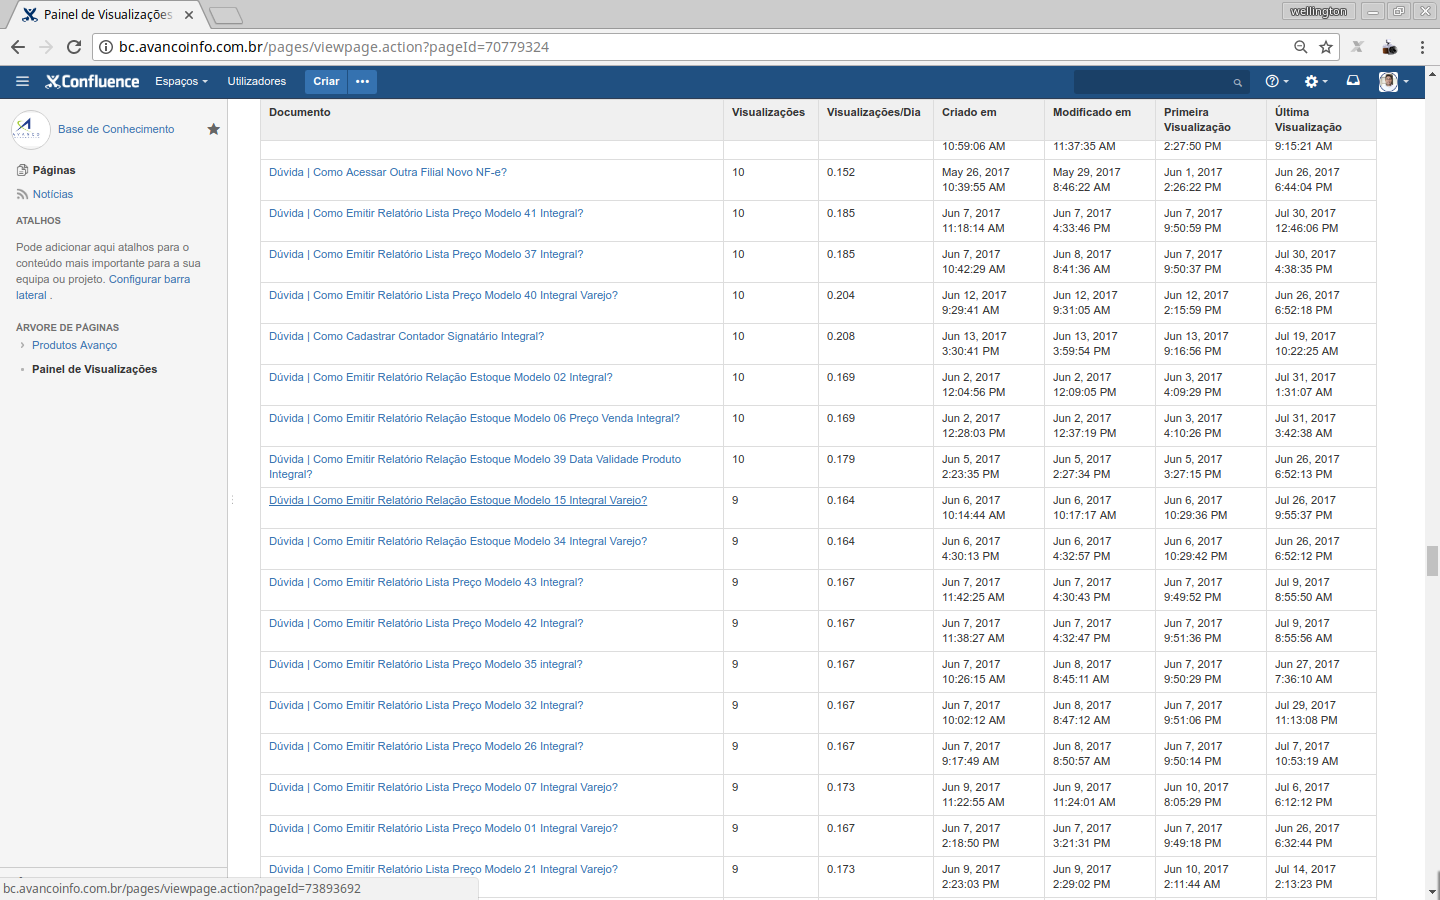 Painel de Visualizações
wellington
bc.avancoinfo.com.br/pages/viewpage.action?pageId=70779324
Confluence
Espaços
Utilizadores
Criar
•••
Base de Conhecimento
Páginas
Notícias
ATALHOS
Pode adicionar aqui atalhos para o
conteúdo mais importante para a sua
equipa ou projeto. Configurar barra
lateral .
ÁRVORE DE PÁGINAS
Produtos Avanço
Painel de Visualizações
Documento Visualizações Visualizações/Dia Criado em Modificado em Primeira Última
Visualização Visualização
10:59:06 AM 11:37:35 AM 2:27:50 PM 9:15:21 AM
Dúvida | Como Acessar Outra Filial Novo NF-e? 10 0.152 May 26, 2017 May 29, 2017 Jun 1, 2017 Jun 26, 2017
10:39:55 AM 8:46:22 AM 2:26:22 PM 6:44:04 PM
Dúvida | Como Emitir Relatório Lista Preço Modelo 41 Integral? 10 0.185 Jun 7, 2017 Jun 7, 2017 Jun 7, 2017 Jul 30, 2017
11:18:14 AM 4:33:46 PM 9:50:59 PM 12:46:06 PM
Dúvida | Como Emitir Relatório Lista Preço Modelo 37 Integral? 10 0.185 Jun 7, 2017 Jun 8, 2017 Jun 7, 2017 Jul 30, 2017
10:42:29 AM 8:41:36 AM 9:50:37 PM 4:38:35 PM
Dúvida | Como Emitir Relatório Lista Preço Modelo 40 Integral Varejo? 10 0.204 Jun 12, 2017 Jun 12, 2017 Jun 12, 2017 Jun 26, 2017
9:29:41 AM 9:31:05 AM 2:15:59 PM 6:52:18 PM
Dúvida | Como Cadastrar Contador Signatário Integral? 10 0.208 Jun 13, 2017 Jun 13, 2017 Jun 13, 2017 Jul 19, 2017
3:30:41 PM 3:59:54 PM 9:16:56 PM 10:22:25 AM
Dúvida | Como Emitir Relatório Relação Estoque Modelo 02 Integral? 10 0.169 Jun 2, 2017 Jun 2, 2017 Jun 3, 2017 Jul 31, 2017
12:04:56 PM 12:09:05 PM 4:09:29 PM 1:31:07 AM
Dúvida | Como Emitir Relatório Relação Estoque Modelo 06 Preço Venda Integral? 10 0.169 Jun 2, 2017 Jun 2, 2017 Jun 3, 2017 Jul 31, 2017
12:28:03 PM 12:37:19 PM 4:10:26 PM 3:42:38 AM
Dúvida | Como Emitir Relatório Relação Estoque Modelo 39 Data Validade Produto 10 0.179 Jun 5, 2017 Jun 5, 2017 Jun 5, 2017 Jun 26, 2017
Integral? 2:23:35 PM 2:27:34 PM 3:27:15 PM 6:52:13 PM
Dúvida | Como Emitir Relatório Relação Estoque Modelo 15 Integral Varejo? 9 0.164 Jun 6, 2017 Jun 6, 2017 Jun 6, 2017 Jul 26, 2017
10:14:44 AM 10:17:17 AM 10:29:36 PM 9:55:37 PM
Dúvida | Como Emitir Relatório Relação Estoque Modelo 34 Integral Varejo? 9 0.164 Jun 6, 2017 Jun 6, 2017 Jun 6, 2017 Jun 26, 2017
4:30:13 PM 4:32:57 PM 10:29:42 PM 6:52:12 PM
Dúvida | Como Emitir Relatório Lista Preço Modelo 43 Integral? 9 0.167 Jun 7, 2017 Jun 7, 2017 Jun 7, 2017 Jul 9, 2017
11:42:25 AM 4:30:43 PM 9:49:52 PM 8:55:50 AM
Dúvida | Como Emitir Relatório Lista Preço Modelo 42 Integral? 9 0.167 Jun 7, 2017 Jun 7, 2017 Jun 7, 2017 Jul 9, 2017
11:38:27 AM 4:32:47 PM 9:51:36 PM 8:55:56 AM
Dúvida | Como Emitir Relatório Lista Preço Modelo 35 integral? 9 0.167 Jun 7, 2017 Jun 8, 2017 Jun 7, 2017 Jun 27, 2017
10:26:15 AM 8:45:11 AM 9:50:29 PM 7:36:10 AM
Dúvida | Como Emitir Relatório Lista Preço Modelo 32 Integral? 9 0.167 Jun 7, 2017 Jun 8, 2017 Jun 7, 2017 Jul 29, 2017
10:02:12 AM 8:47:12 AM 9:51:06 PM 11:13:08 PM
Dúvida | Como Emitir Relatório Lista Preço Modelo 26 Integral? 9 0.167 Jun 7, 2017 Jun 8, 2017 Jun 7, 2017 Jul 7, 2017
9:17:49 AM 8:50:57 AM 9:50:14 PM 10:53:19 AM
Dúvida | Como Emitir Relatório Lista Preço Modelo 07 Integral Varejo? 9 0.173 Jun 9, 2017 Jun 9, 2017 Jun 10, 2017 Jul 6, 2017
11:22:55 AM 11:24:01 AM 8:05:29 PM 6:12:12 PM
Dúvida | Como Emitir Relatório Lista Preço Modelo 01 Integral Varejo? 9 0.167 Jun 7, 2017 Jun 7, 2017 Jun 7, 2017 Jun 26, 2017
2:18:50 PM 3:21:31 PM 9:49:18 PM 6:32:44 PM
Dúvida | Como Emitir Relatório Lista Preço Modelo 21 Integral Varejo? 9 0.173 Jun 9, 2017 Jun 9, 2017 Jun 10, 2017 Jul 14, 2017
2:23:03 PM 2:29:02 PM 2:11:44 AM 2:13:23 PM
bc.avancoinfo.com.br/pages/viewpage.action?pageId=73893692